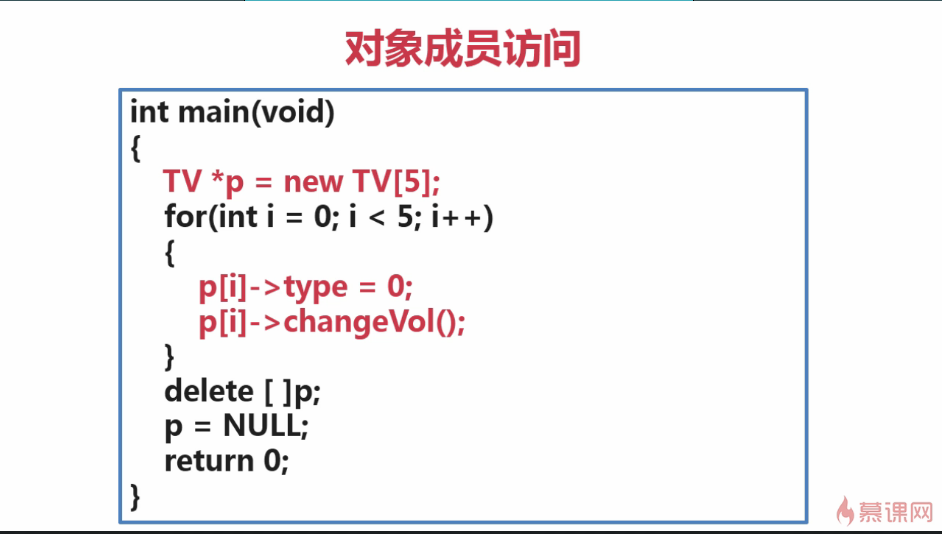 对象成员访问
int main(void)
{
TV *p = new TV[5];
for(int i = 0; i < 5; i++)
{
p[i]->type = 0;
p[i]->changeVol();
}
delete [ ]p;
p = NULL;
return 0;
}
慕课网